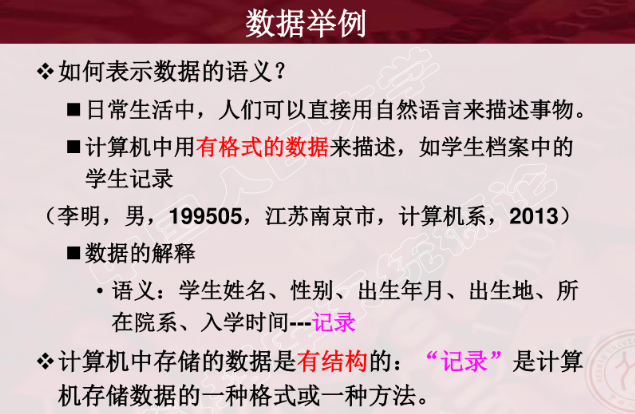 数据举例
❖如何表示数据的语义？
■日常生活中，人们可以直接用自然语言来描述事物。
■计算机中用有格式的数据来描述，如学生档案中的
学生记录
（李明，男，199505，江苏南京市，计算机系，2013）
■数据的解释
• 语义：学生姓名、性别、出生年月、出生地、所
在院系、入学时间---记录
❖计算机中存储的数据是有结构的：“记录”是计算
机存储数据的一种格式或一种方法。